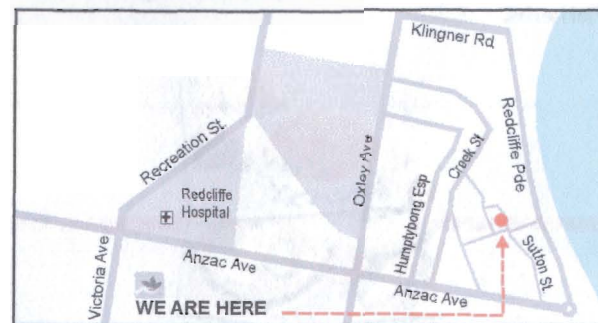 Klingner Rd
Recreation St.
Redcliffe Pde
Oxley Ave
Creek St
Redcliffe
Hospital
Humptybong Esp
Sutton St
Victoria Ave
Anzac Ave
Anzac Ave
WE ARE HERE